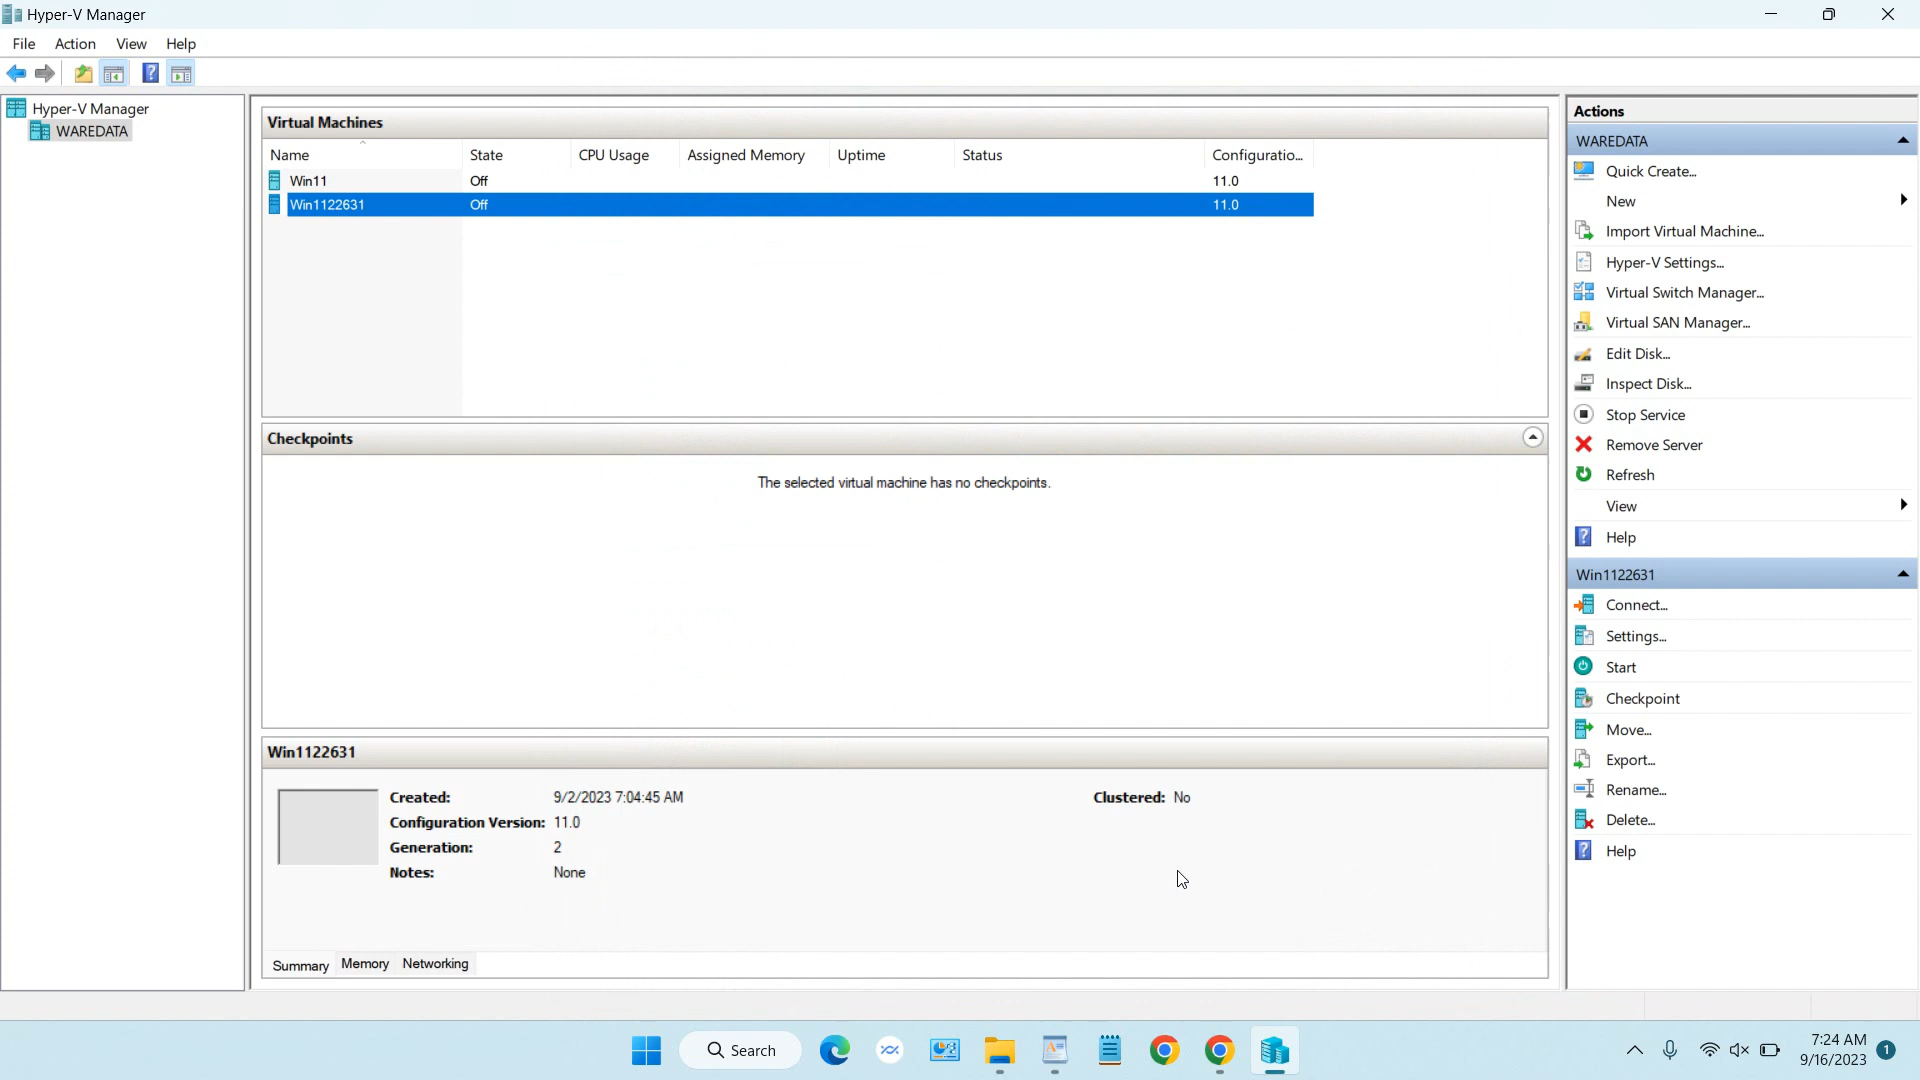 Hyper-V Manager
File Action View Help
Hyper-V Manager
WAREDATA
Virtual Machines
Name State CPU Usage Assigned Memory Uptime Status Configuratio...
Win11 Off 11.0
Win1122631 Off 11.0
Checkpoints
The selected virtual machine has no checkpoints.
Win1122631
Created: 9/2/2023 7:04:45 AM Clustered: No
Configuration Version: 11.0
Generation: 2
Notes: None
Summary Memory Networking
Actions
WAREDATA
Quick Create...
New
Import Virtual Machine...
Hyper-V Settings...
Virtual Switch Manager...
Virtual SAN Manager...
Edit Disk...
Inspect Disk...
Stop Service
Remove Server
Refresh
View
Help
Win1122631
Connect...
Settings...
Start
Checkpoint
Move...
Export...
Rename...
Delete...
Help
Search
7:24 AM
9/16/2023
1